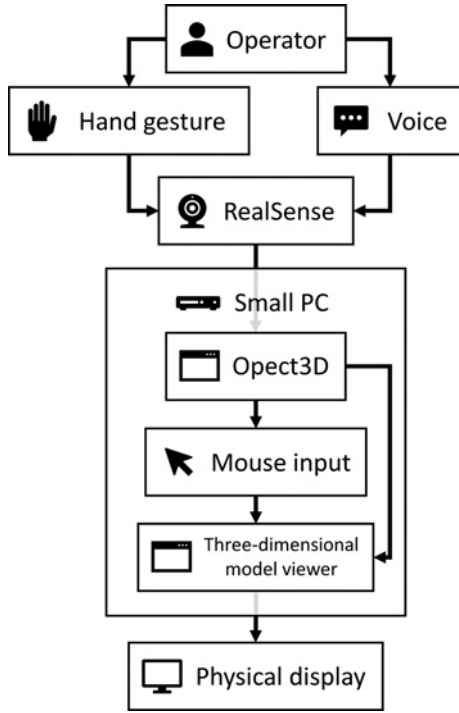 Operator
Hand gesture
Voice
RealSense
Small PC
Opect3D
Mouse input
Three-dimensional
model viewer
Physical display